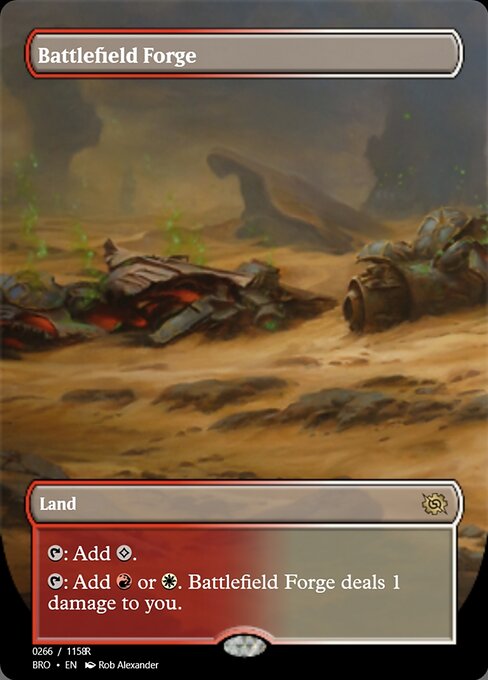 Battlefield Forge
Land
: Add .
: Add or . Battlefield Forge deals 1
damage to you.
0266 / 1158R
BRO • EN Rob Alexander